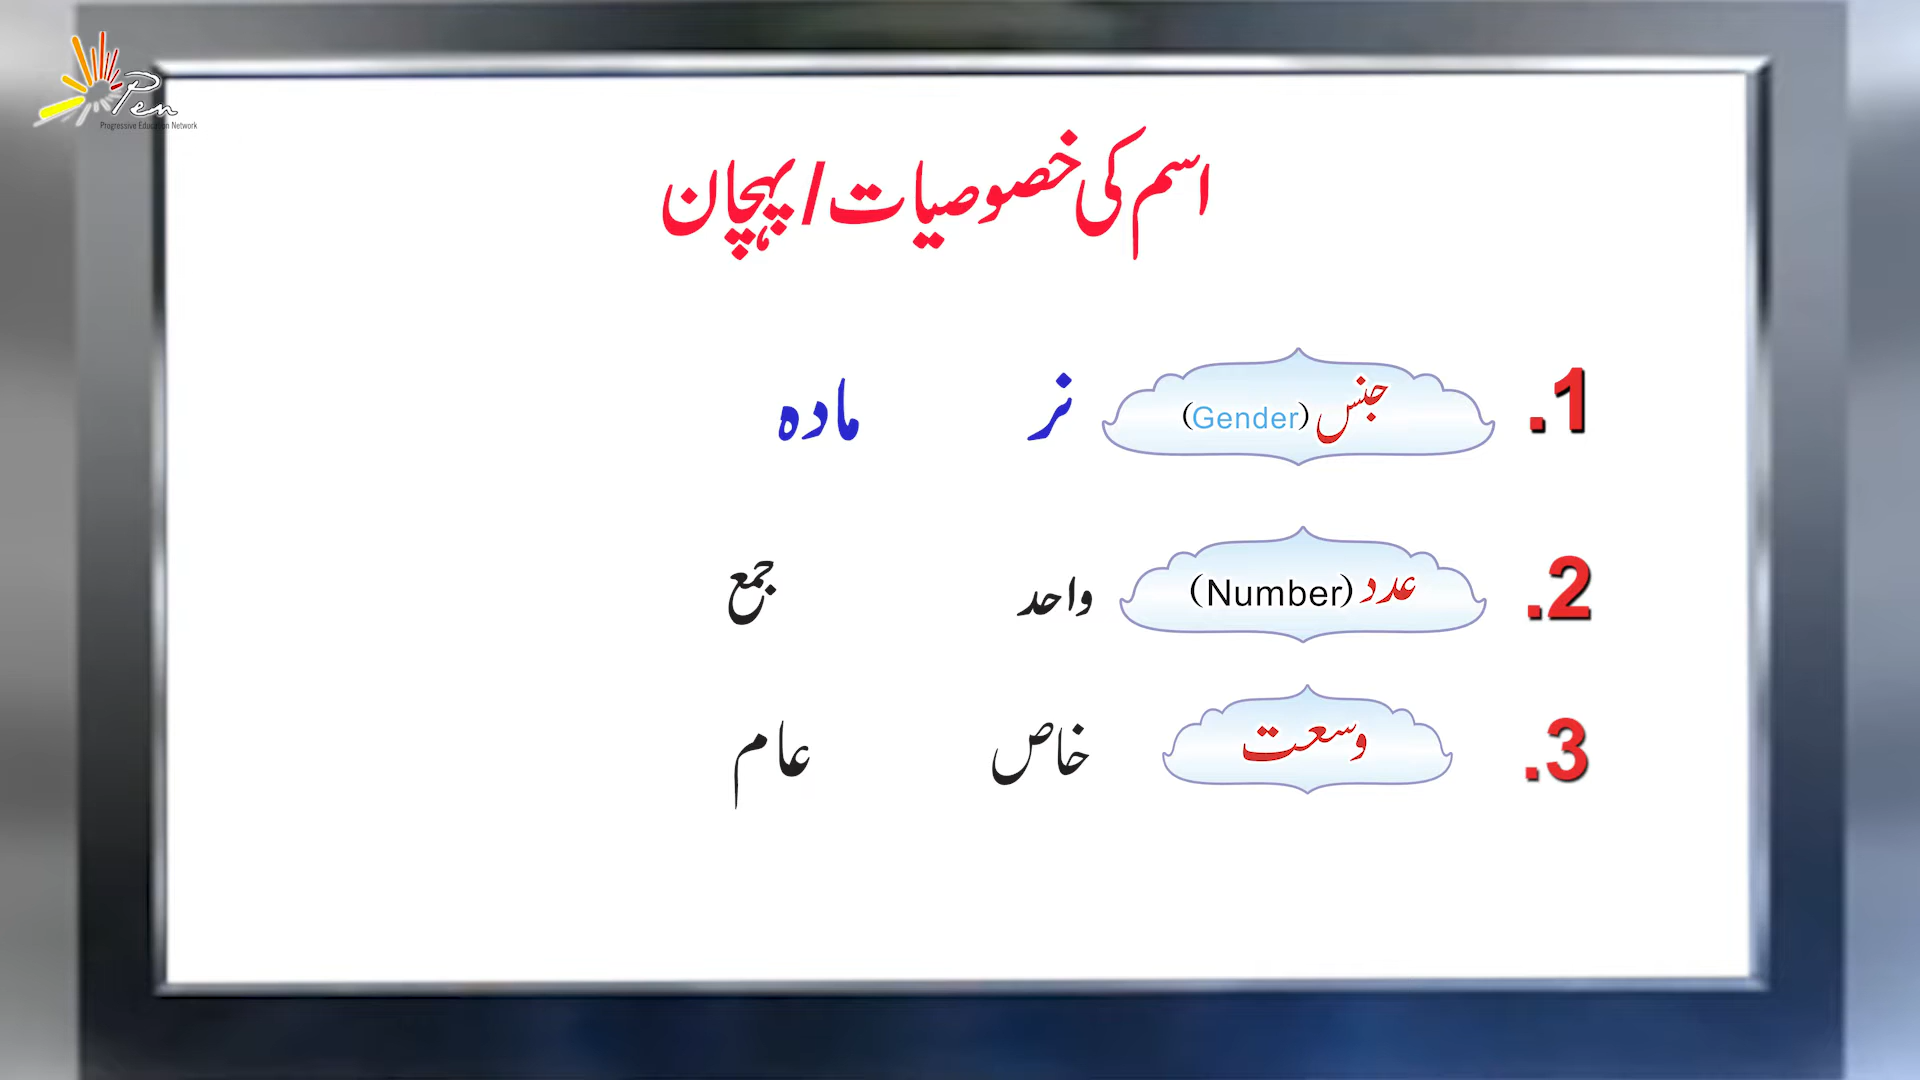 Pen
Progressive Education Network
اسم کی خصوصیات/پہچان
1. جنس (Gender) نر مادہ
2. عدد (Number) واحد جمع
3. وسعت خاص عام